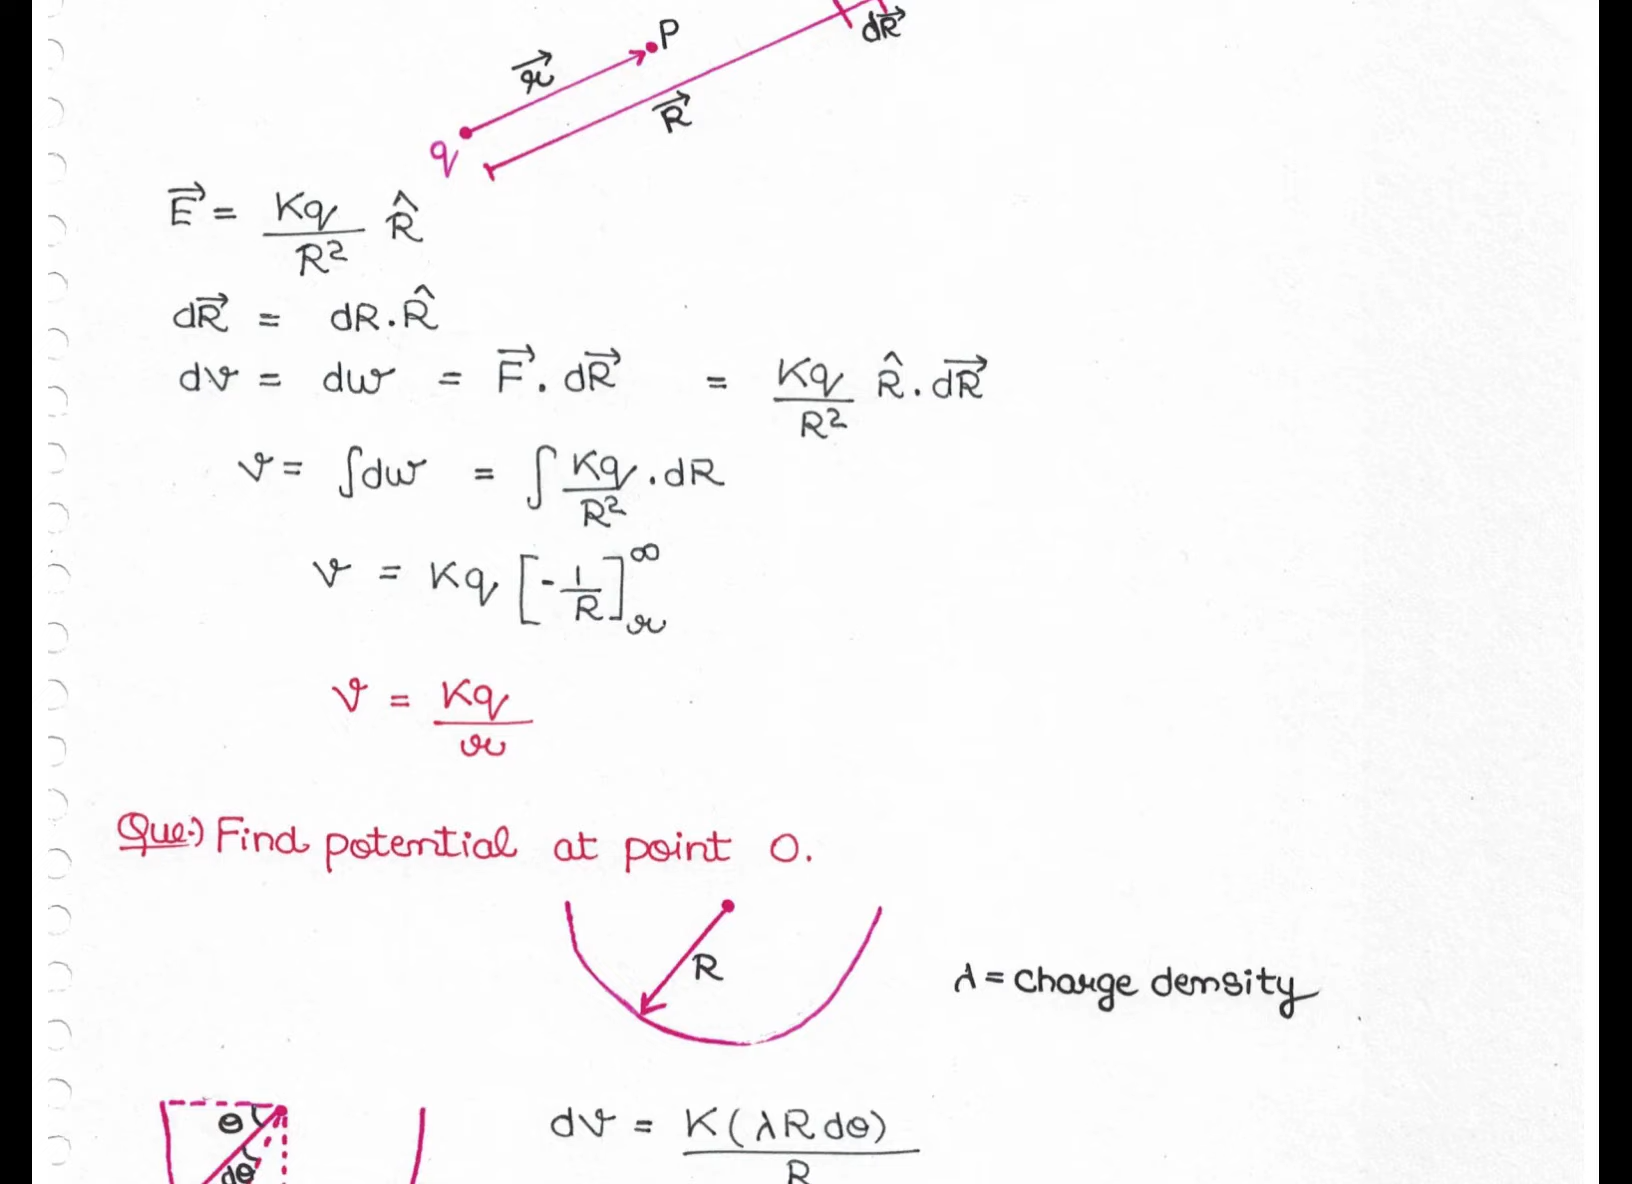 P
dR⃗
r⃗
R⃗
q
E⃗ = Kq/R² R̂
dR⃗ = dR.R̂
dv = dw = F⃗.dR⃗ = Kq/R² R̂.dR⃗
v = ∫dw = ∫ Kq/R² .dR
v = Kq [-1/R]^∞_r
v = Kq/r
Que:) Find potential at point O.
R
λ = charge density
θ
dθ
dv = K(λRdθ)/R